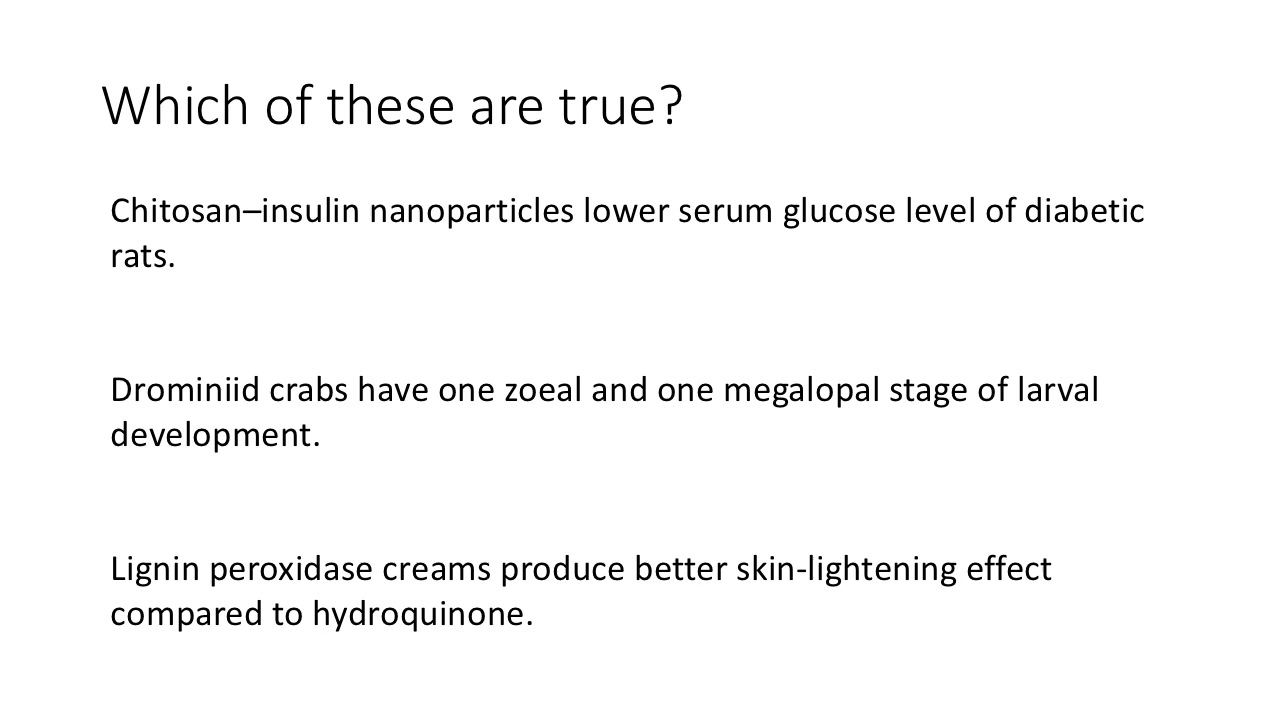 Which of these are true?
Chitosan–insulin nanoparticles lower serum glucose level of diabetic
rats.
Drominiid crabs have one zoeal and one megalopal stage of larval
development.
Lignin peroxidase creams produce better skin-lightening effect
compared to hydroquinone.